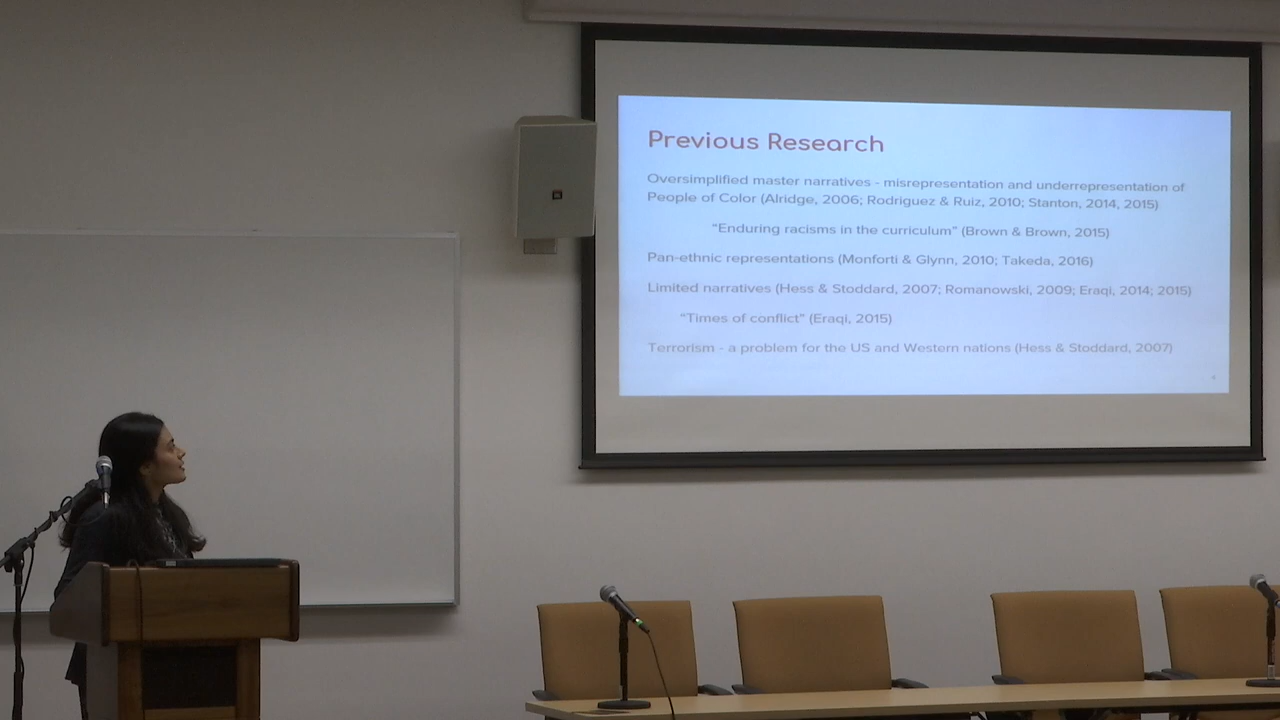 Previous Research
Oversimplified master narratives - misrepresentation and underrepresentation of
People of Color (Alridge, 2006; Rodriguez & Ruiz, 2010; Stanton, 2014, 2015)
"Enduring racisms in the curriculum" (Brown & Brown, 2015)
Pan-ethnic representations (Monforti & Glynn, 2010; Takeda, 2016)
Limited narratives (Hess & Stoddard, 2007; Romanowski, 2009; Eraqi, 2014; 2015)
"Times of conflict" (Eraqi, 2015)
Terrorism - a problem for the US and Western nations (Hess & Stoddard, 2007)